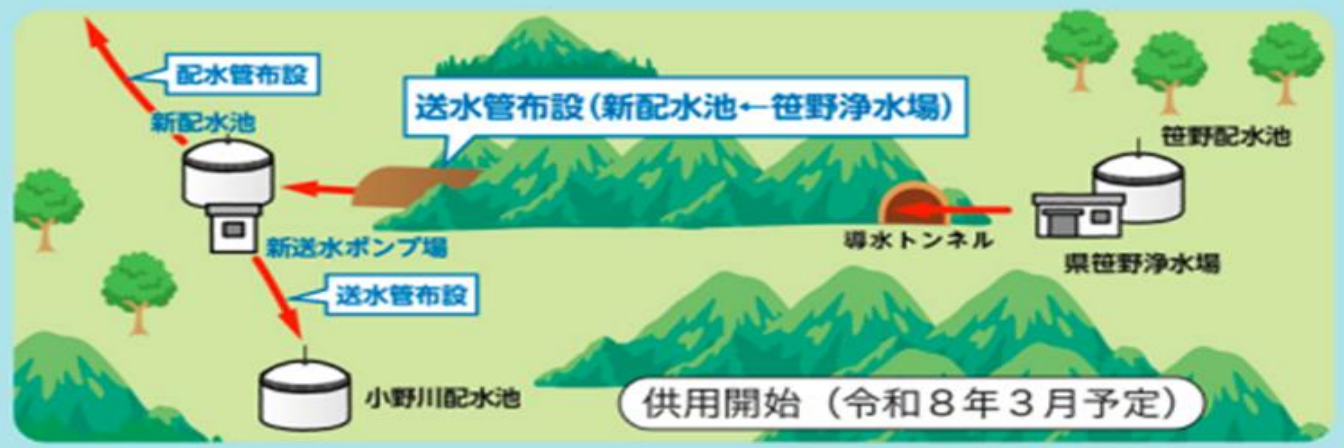 配水管布設
新配水池
送水管布設(新配水池←笹野浄水場)
笹野配水池
導水トンネル
新送水ポンプ場
県笹野浄水場
送水管布設
小野川配水池
供用開始(令和8年3月予定)